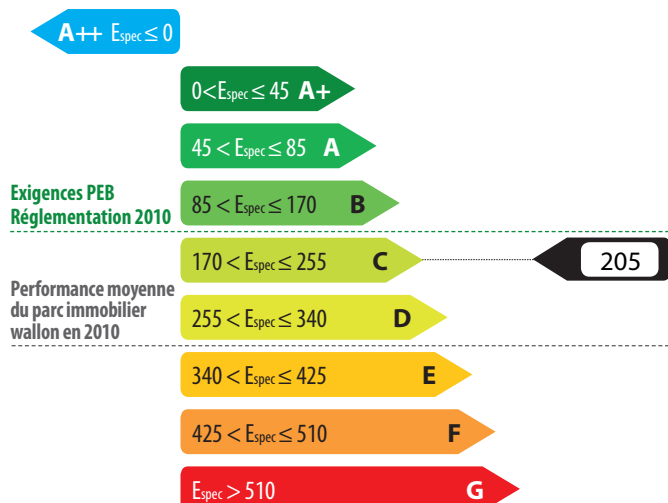 A++ Espec ≤ 0
0<Espec ≤ 45 A+
45 < Espec ≤ 85 A
Exigences PEB
Réglementation 2010
85 < Espec ≤ 170 B
170 < Espec ≤ 255 C
205
Performance moyenne
du parc immobilier
wallon en 2010
255 < Espec ≤ 340 D
340 < Espec ≤ 425 E
425 < Espec ≤ 510 F
Espec > 510 G